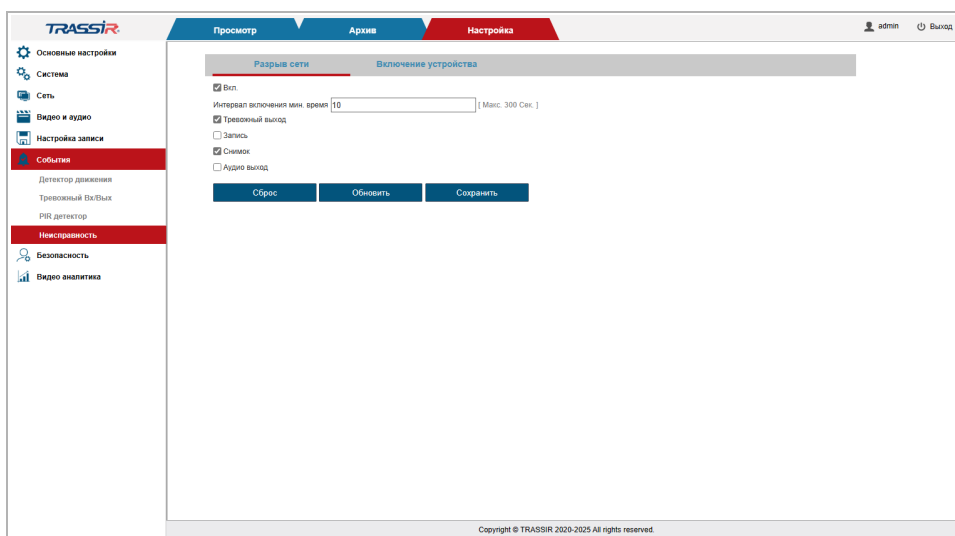 TRASSIR
Просмотр
Архив
Настройка
admin
Выход
Основные настройки
Система
Сеть
Видео и аудио
Настройка записи
События
Детектор движения
Тревожный Вх/Вых
PIR детектор
Неисправность
Безопасность
Видео аналитика
Разрыв сети
Включение устройства
Вкл.
Интервал включения мин. время 10 [ Макс. 300 Сек. ]
Тревожный выход
Запись
Снимок
Аудио выход
Сброс
Обновить
Сохранить
Copyright © TRASSIR 2020-2025 All rights reserved.